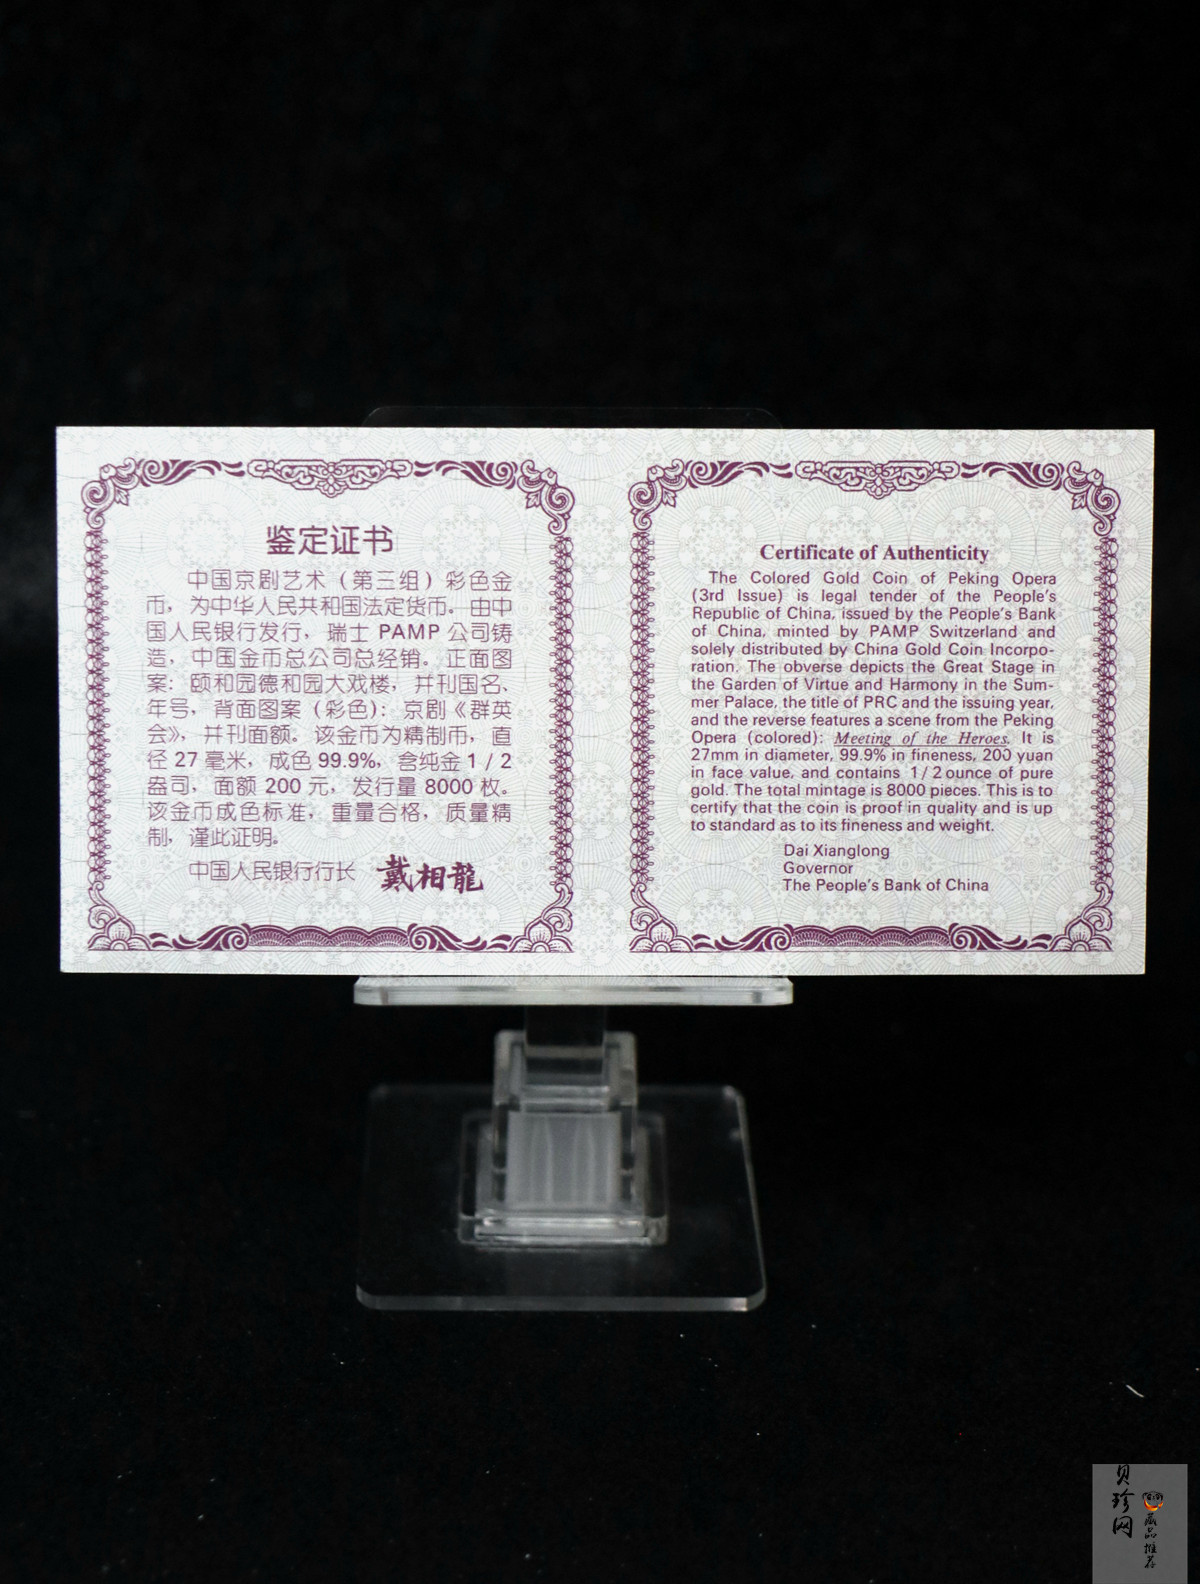 鉴定证书
中国京剧艺术（第三组）彩色金
币，为中华人民共和国法定货币。由中
国人民银行发行，瑞士 PAMP 公司铸
造，中国金币总公司总经销。正面图
案：颐和园德和园大戏楼，并刊国名、
年号，背面图案（彩色）：京剧《群英
会》，并刊面额。该金币为精制币，直
径 27 毫米，成色 99.9%，含纯金 1 / 2
盎司，面额 200 元，发行量 8000 枚。
该金币成色标准，重量合格，质量精
制，谨此证明。
中国人民银行行长 戴相龍
Certificate of Authenticity
The Colored Gold Coin of Peking Opera
(3rd Issue) is legal tender of the People's
Republic of China, issued by the People's Bank
of China, minted by PAMP Switzerland and
solely distributed by China Gold Coin Incorpo-
ration. The obverse depicts the Great Stage in
the Garden of Virtue and Harmony in the Sum-
mer Palace, the title of PRC and the issuing year,
and the reverse features a scene from the Peking
Opera (colored): Meeting of the Heroes. It is
27mm in diameter, 99.9% in fineness, 200 yuan
in face value, and contains 1 / 2 ounce of pure
gold. The total mintage is 8000 pieces. This is to
certify that the coin is proof in quality and is up
to standard as to its fineness and weight.
Dai Xianglong
Governor
The People's Bank of China
贝珍网
藏品推荐